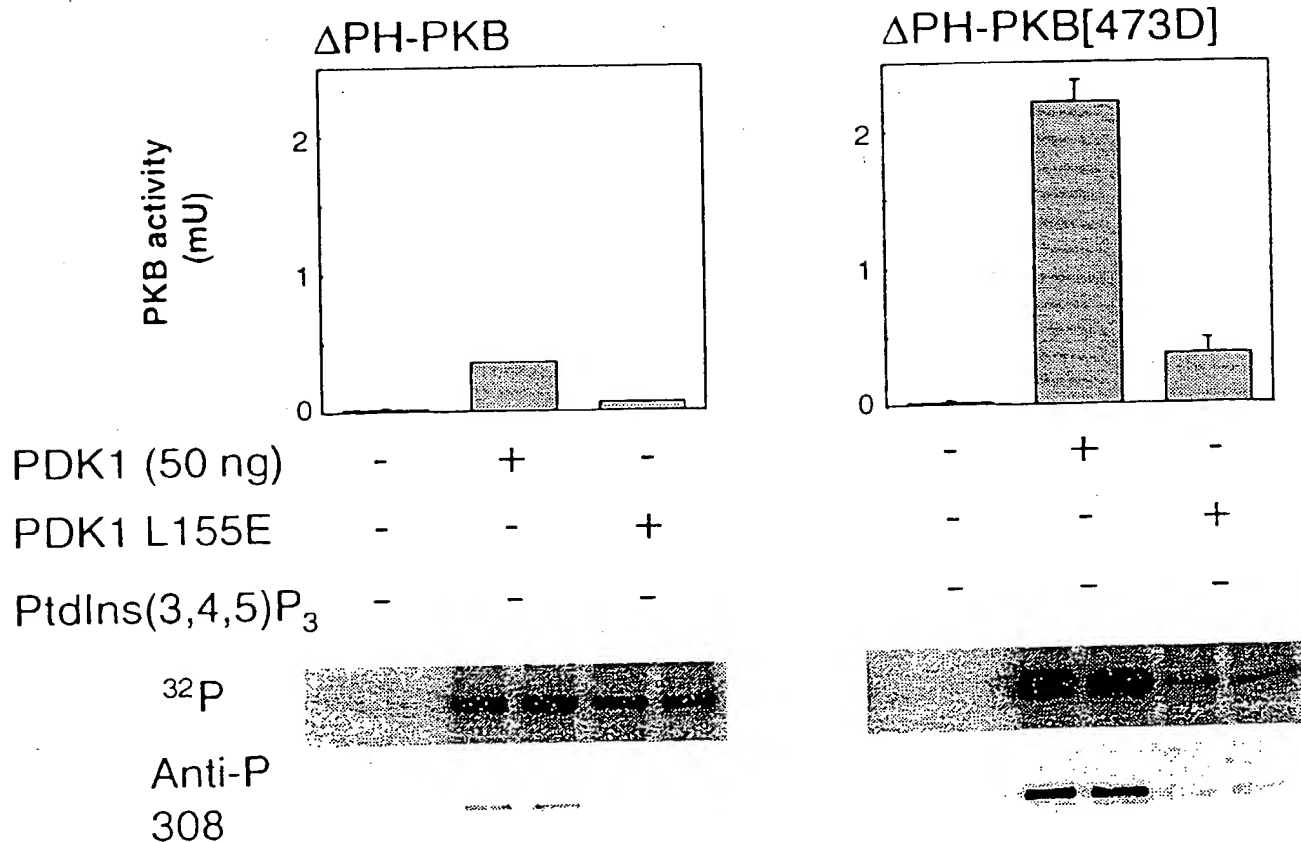 ΔPH-PKB
ΔPH-PKB[473D]
PKB activity
(mU)
2
1
0
2
1
0
PDK1 (50 ng) - + - - + -
PDK1 L155E - - + - - +
PtdIns(3,4,5)P₃ - - - - - -
³²P
Anti-P
308